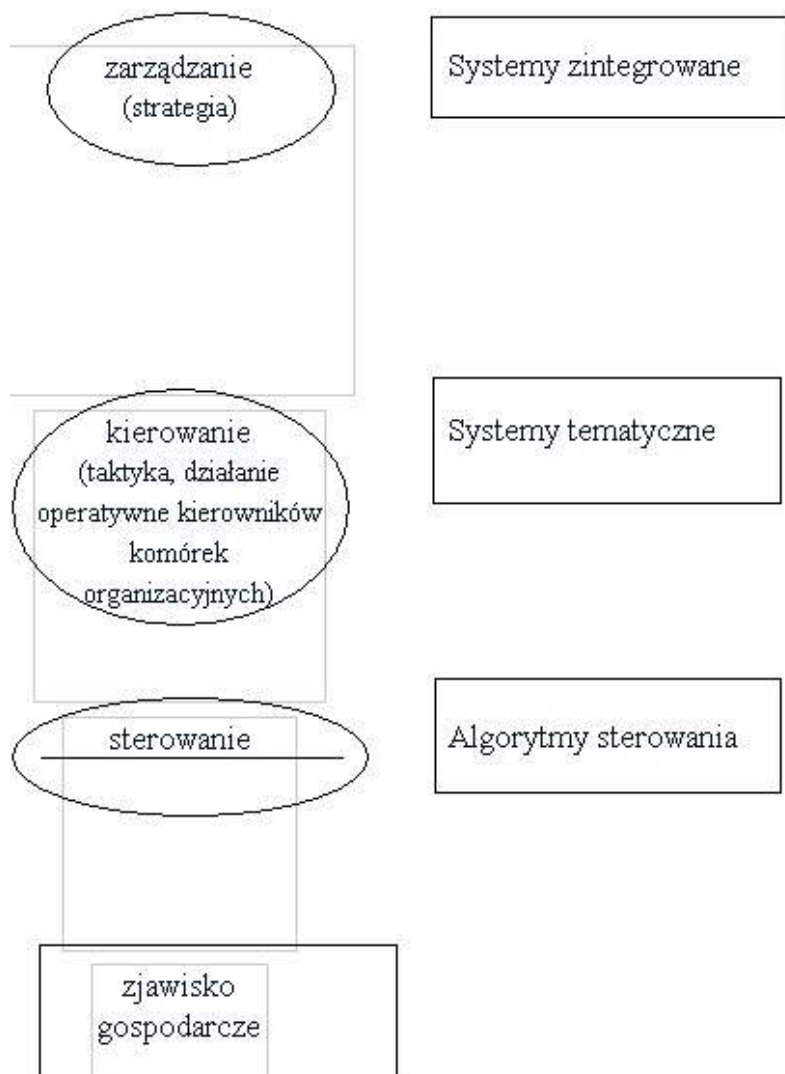 zarządzanie
(strategia)
Systemy zintegrowane
kierowanie
(taktyka, działanie
operatywne kierowników
komórek
organizacyjnych)
Systemy tematyczne
sterowanie
Algorytmy sterowania
zjawisko
gospodarcze